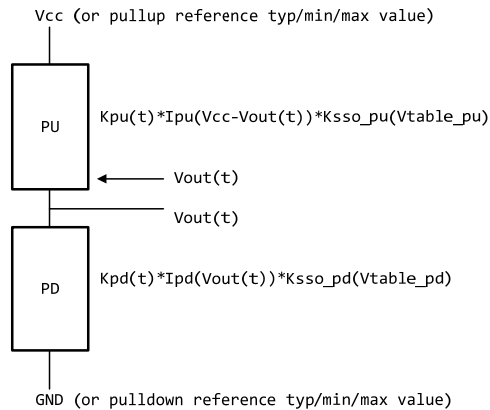 Vcc (or pullup reference typ/min/max value)
PU
Kpu(t)*Ipu(Vcc-Vout(t))*Ksso_pu(Vtable_pu)
Vout(t)
Vout(t)
PD
Kpd(t)*Ipd(Vout(t))*Ksso_pd(Vtable_pd)
GND (or pulldown reference typ/min/max value)